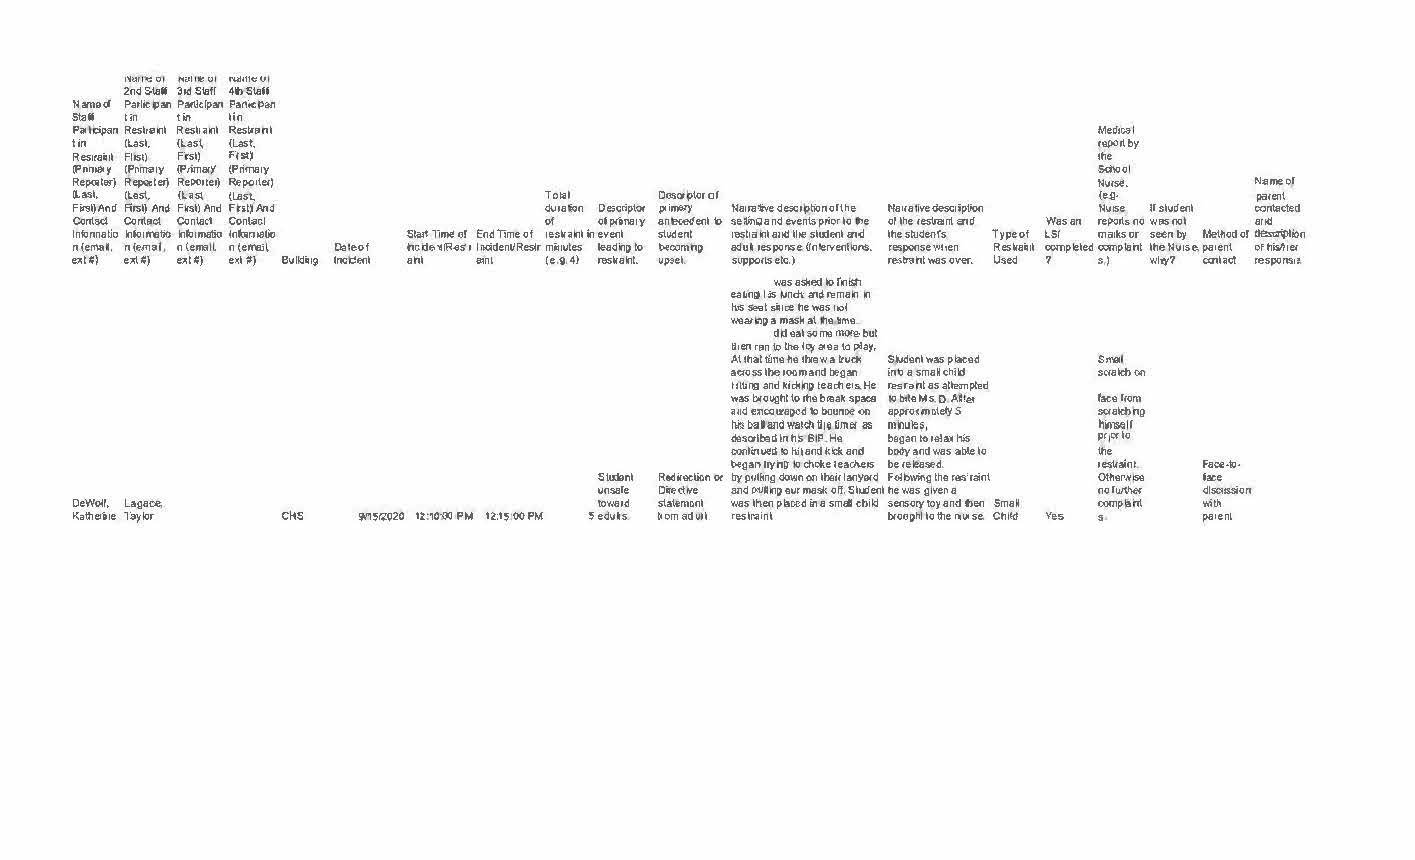 Name of
Staff
Participan
t in
Restraint
(Primary
Reporter)
(Last,
First) And
Contact
Informatio
n (email,
ext #)
Name of
2nd Staff
Participan
t in
Restraint
(Last,
First)
(Primary
Reporter)
(Last,
First) And
Contact
Informatio
n (email,
ext #)
Name of
3rd Staff
Participan
t in
Restraint
(Last,
First)
(Primary
Reporter)
(Last,
First) And
Contact
Informatio
n (email,
ext #)
Name of
4th Staff
Participan
t in
Restraint
(Last,
First)
(Primary
Reporter)
(Last,
First) And
Contact
Informatio
n (email,
ext #)
Building
Date of
Incident
Start Time of
Incident/Restr
aint
End Time of
Incident/Restr
aint
Total
duration
of
restraint in
minutes
(e.g. 4)
Descriptor
of primary
event
leading to
restraint.
Descriptor of
primary
antecedent to
student
becoming
upset.
Narrative description of the
setting and events prior to the
restraint and the student and
adult response. (Interventions,
supports etc.)
Narrative description
of the restraint and
the student's
response when
restraint was over.
Type of
Restraint
Used
Was an
LSI
completed
?
Medical
report by
the
School
Nurse.
(e.g.
Nurse
reports no
marks or
complaint
s.)
If student
was not
seen by
the Nurse,
why?
Method of
parent
contact
Name of
parent
contacted
and
description
of his/her
response.
DeWolf,
Katherine
Lagace,
Taylor
CHS
9/15/2020
12:10:00 PM
12:15:00 PM
5
Student
unsafe
toward
adults.
Redirection or
Directive
statement
from adult
was asked to finish
eating his lunch and remain in
his seat since he was not
wearing a mask at the time.
did eat some more but
then ran to the toy area to play.
At that time he threw a truck
across the room and began
hitting and kicking teachers. He
was brought to the break space
and encouraged to bounce on
his ball and watch the timer as
described in his BIP. He
continued to hit and kick and
began trying to choke teachers
by pulling down on their lanyard
and pulling our mask off. Student
was then placed in a small child
restraint
Student was placed
into a small child
restraint as attempted
to bite Ms. D. After
approximately 5
minutes,
began to relax his
body and was able to
be released.
Following the restraint
he was given a
sensory toy and then
brought to the nurse.
Small
Child
Yes
Small
scratch on
face from
scratching
himself
prior to
the
restraint.
Otherwise
no further
complaint
s.
Face-to-
face
discussion
with
parent